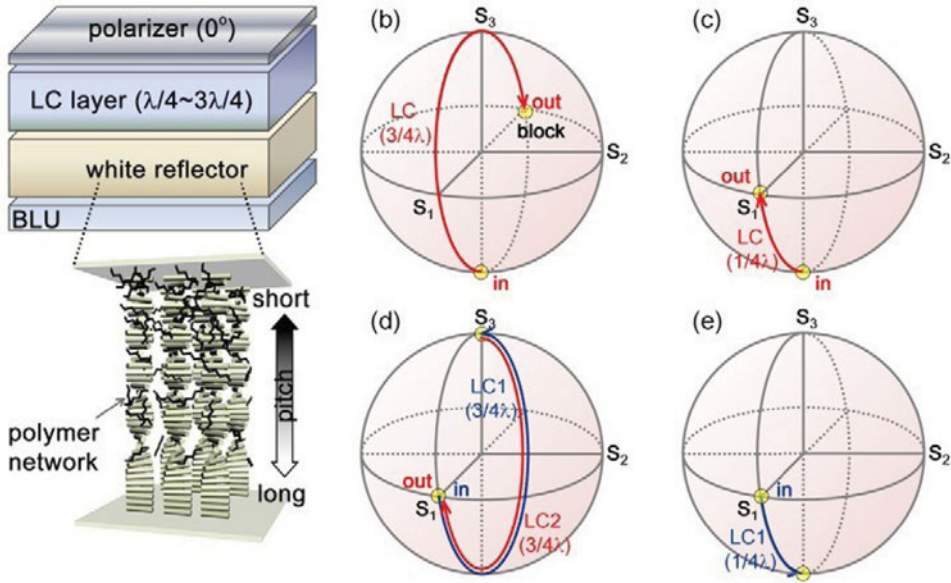 polarizer (0°)
LC layer (λ/4~3λ/4)
white reflector
BLU
short
pitch
long
polymer
network
(b)
S₃
LC
(3/4λ)
out
block
S₂
S₁
in
(c)
S₃
out
S₁
S₂
LC
(1/4λ)
in
(d)
S₃
LC1
(3/4λ)
S₂
out
in
S₁
LC2
(3/4λ)
(e)
S₃
S₂
in
S₁
LC1
(1/4λ)